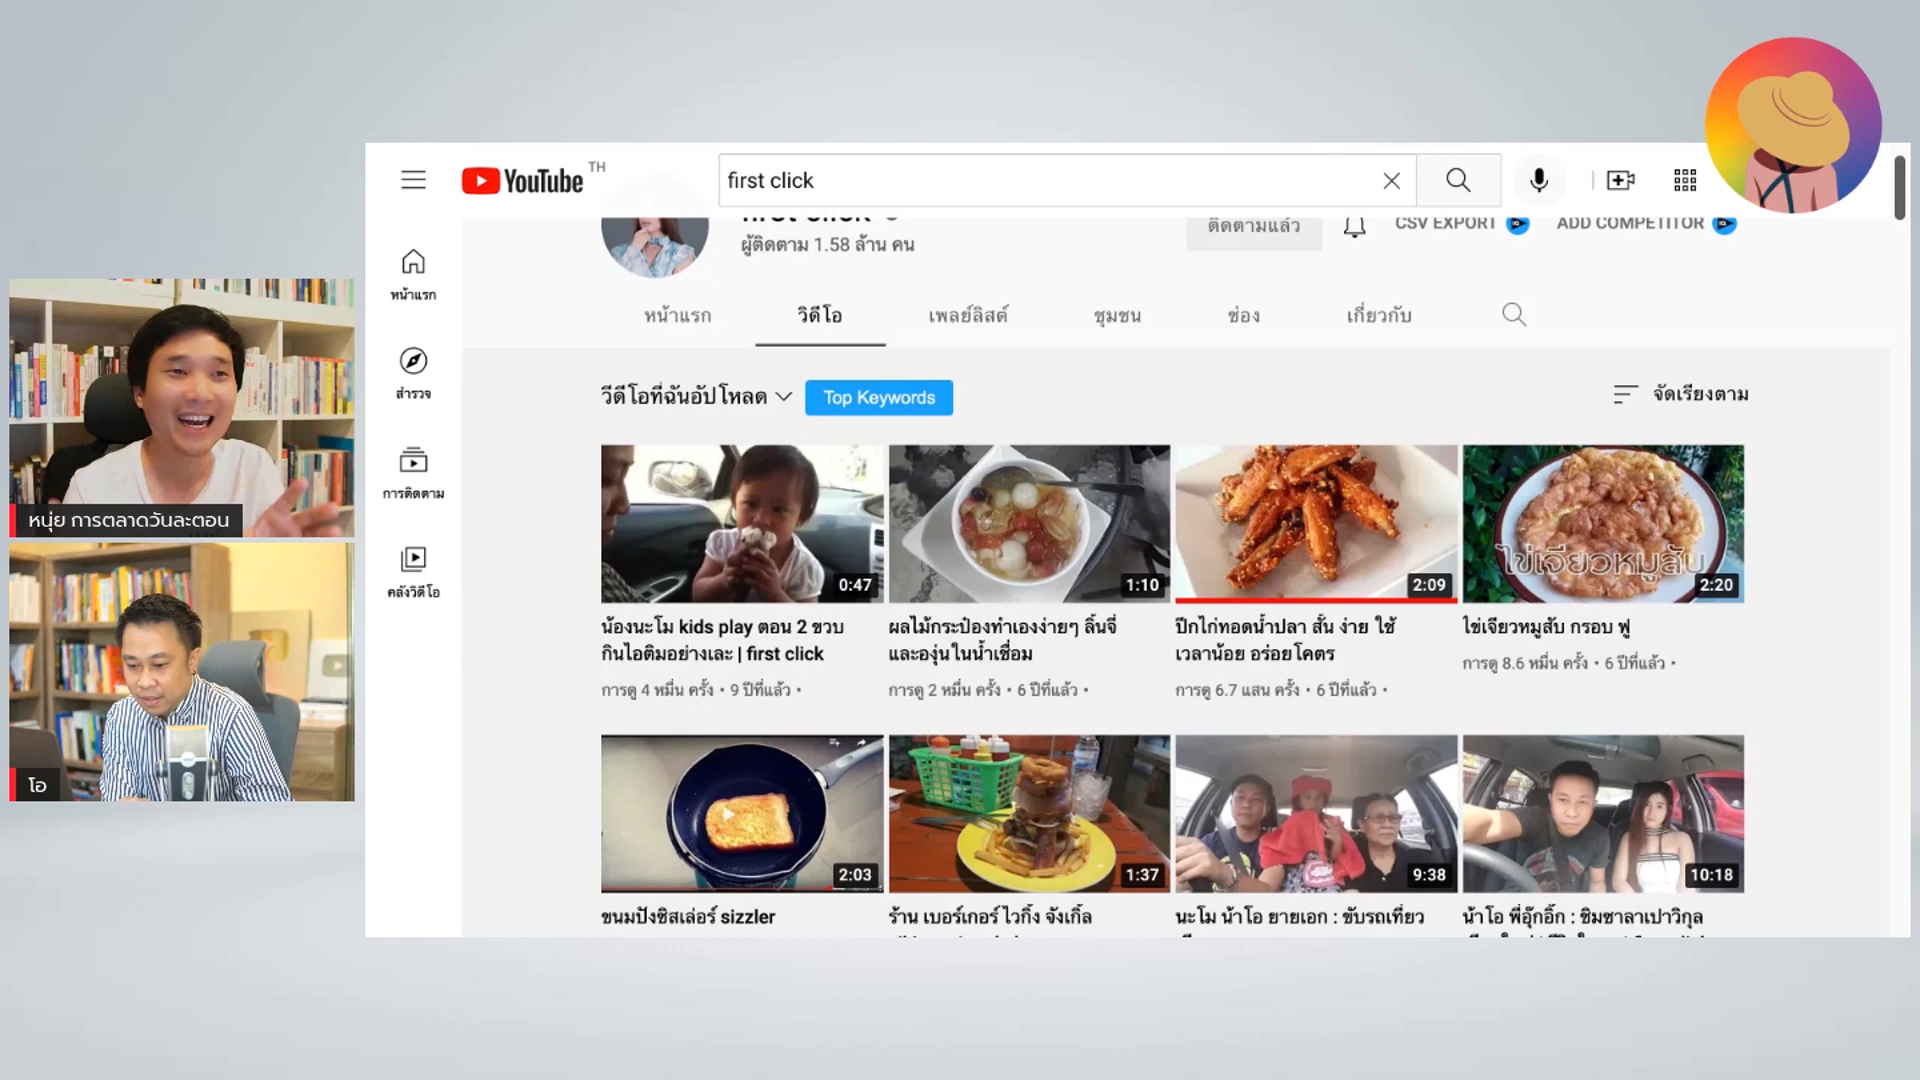 YouTube TH
first click
first click
ผู้ติดตาม 1.58 ล้าน คน
ติดตามแล้ว
CSV EXPORT
ADD COMPETITOR
หน้าแรก
วิดีโอ
เพลย์ลิสต์
ชุมชน
ช่อง
เกี่ยวกับ
หน้าแรก
สำรวจ
การติดตาม
คลังวิดีโอ
วีดีโอที่ฉันอัปโหลด
Top Keywords
จัดเรียงตาม
0:47
1:10
2:09
ไข่เจียวหมูสับ
2:20
น้องนะโม kids play ตอน 2 ขวบ
กินไอติมอย่างเละ | first click
การดู 4 หมื่น ครั้ง • 9 ปีที่แล้ว •
ผลไม้กระป๋องทำเองง่ายๆ ลิ้นจี่
และองุ่นในน้ำเชื่อม
การดู 2 หมื่น ครั้ง • 6 ปีที่แล้ว •
ปีกไก่ทอดน้ำปลา สั้น ง่าย ใช้
เวลาน้อย อร่อยโคตร
การดู 6.7 แสน ครั้ง • 6 ปีที่แล้ว •
ไข่เจียวหมูสับ กรอบ ฟู
การดู 8.6 หมื่น ครั้ง • 6 ปีที่แล้ว •
2:03
1:37
9:38
10:18
ขนมปังซิสเล่อร์ sizzler
ร้าน เบอร์เกอร์ ไวกิ้ง จังเกิ้ล
นะโม น้าโอ ยายเอก : ขับรถเที่ยว
น้าโอ พี่อุ๊กอิ๊ก : ชิมซาลาเปาวิกุล
หนุ่ย การตลาดวันละตอน
โอ